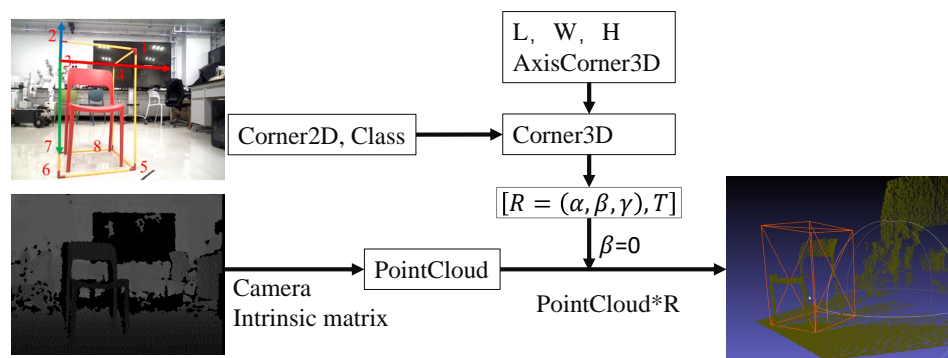 2
1
3
4
7
8
5
6
L, W, H
AxisCorner3D
Corner2D, Class
Corner3D
[R = (α, β, γ), T]
β=0
PointCloud
Camera
Intrinsic matrix
PointCloud*R